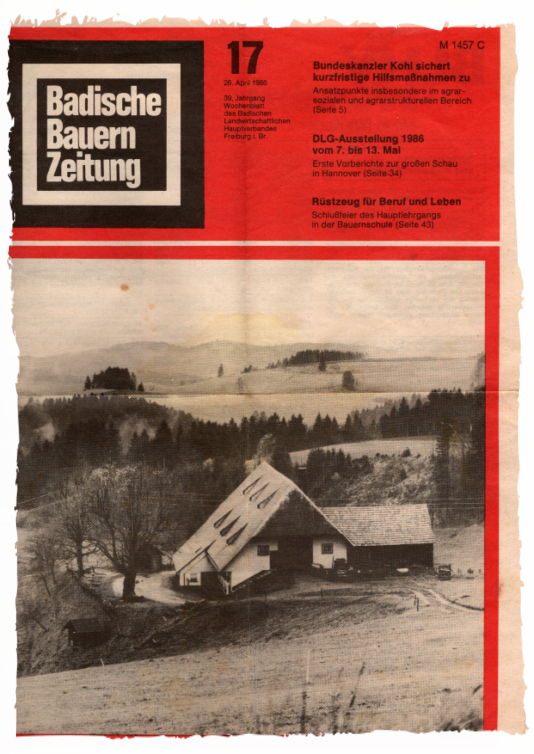 Badische
Bauern
Zeitung
17
26. April 1986
39. Jahrgang
Wochenblatt
des Badischen
Landwirtschaftlichen
Hauptverbandes
Freiburg i. Br.
M 1457 C
Bundeskanzler Kohl sichert
kurzfristige Hilfsmaßnahmen zu
Ansatzpunkte insbesondere im agrar-
sozialen und agrarstrukturellen Bereich
(Seite 5)
DLG-Ausstellung 1986
vom 7. bis 13. Mai
Erste Vorberichte zur großen Schau
in Hannover (Seite 34)
Rüstzeug für Beruf und Leben
Schlußfeier des Hauptlehrgangs
in der Bauernschule (Seite 43)